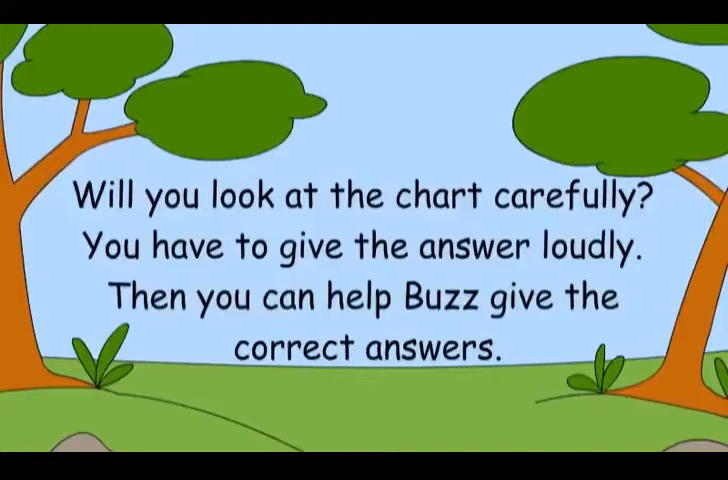 Will you look at the chart carefully?
You have to give the answer loudly.
Then you can help Buzz give the
correct answers.